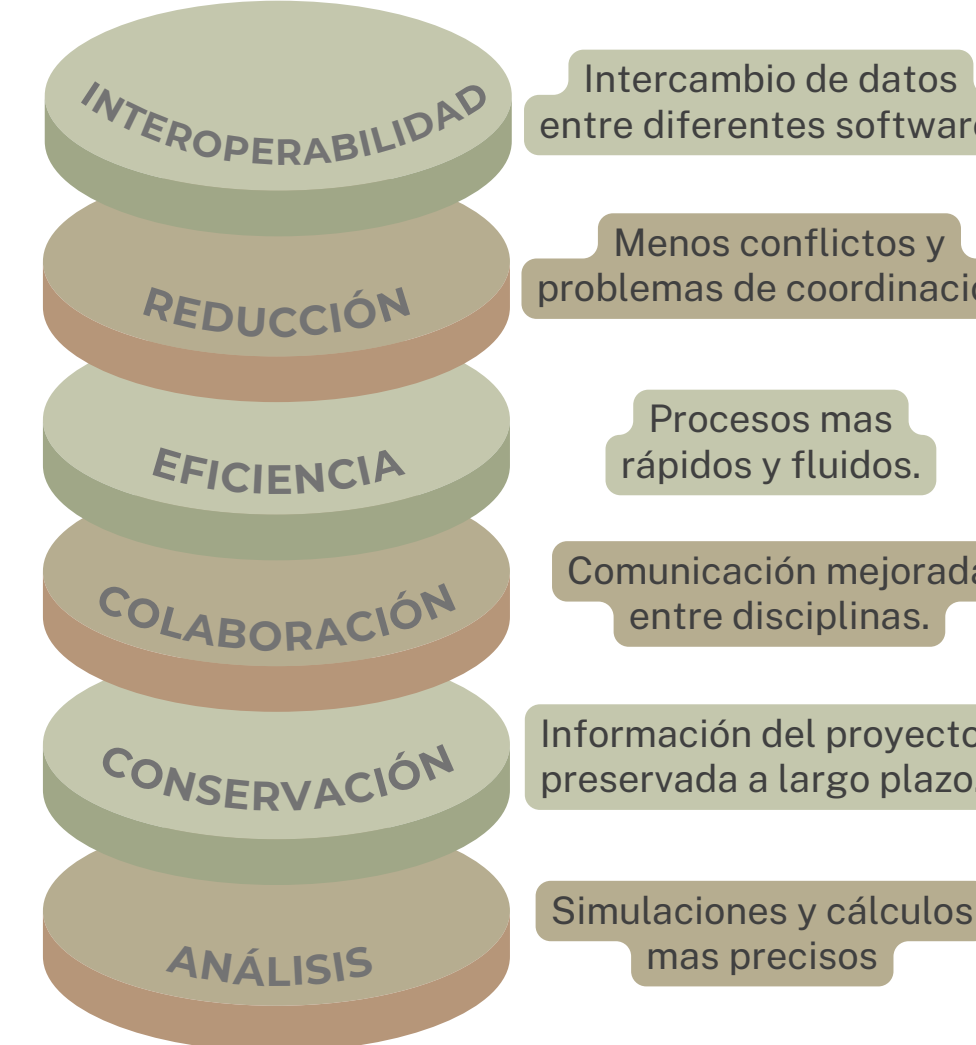 INTEROPERABILIDAD
Intercambio de datos
entre diferentes software
REDUCCIÓN
Menos conflictos y
problemas de coordinació
EFICIENCIA
Procesos mas
rápidos y fluidos.
COLABORACIÓN
Comunicación mejorada
entre disciplinas.
CONSERVACIÓN
Información del proyecto
preservada a largo plazo.
ANÁLISIS
Simulaciones y cálculos
mas precisos